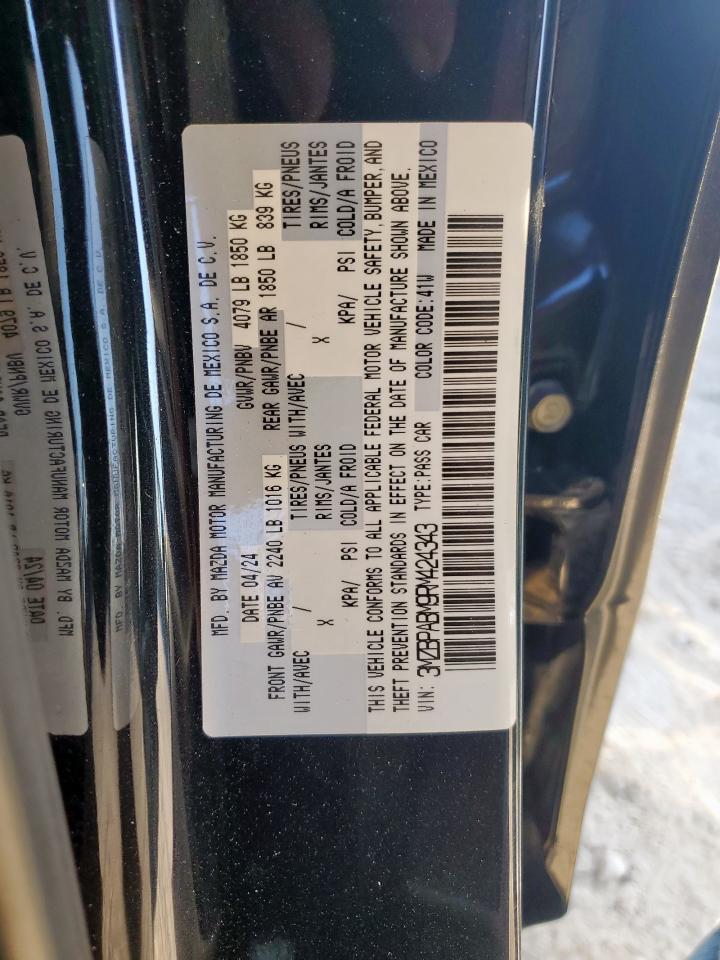 MFD. BY MAZDA MOTOR MANUFACTURING DE MEXICO S.A. DE C.V.
DATE 04/24 GVWR/PNBV 4079 LB 1850 KG
FRONT GAWR/PNBE AV 2240 LB 1016 KG REAR GAWR/PNBE AR 1850 LB 839 KG
WITH/AVEC / TIRES/PNEUS WITH/AVEC / TIRES/PNEUS
X RIMS/JANTES X RIMS/JANTES
KPA/ PSI COLD/A FROID KPA/ PSI COLD/A FROID
THIS VEHICLE CONFORMS TO ALL APPLICABLE FEDERAL MOTOR VEHICLE SAFETY, BUMPER, AND
THEFT PREVENTION STANDARDS IN EFFECT ON THE DATE OF MANUFACTURE SHOWN ABOVE.
VIN: 3MZBPABM9RM424343 TYPE:PASS CAR COLOR CODE:41W MADE IN MEXICO